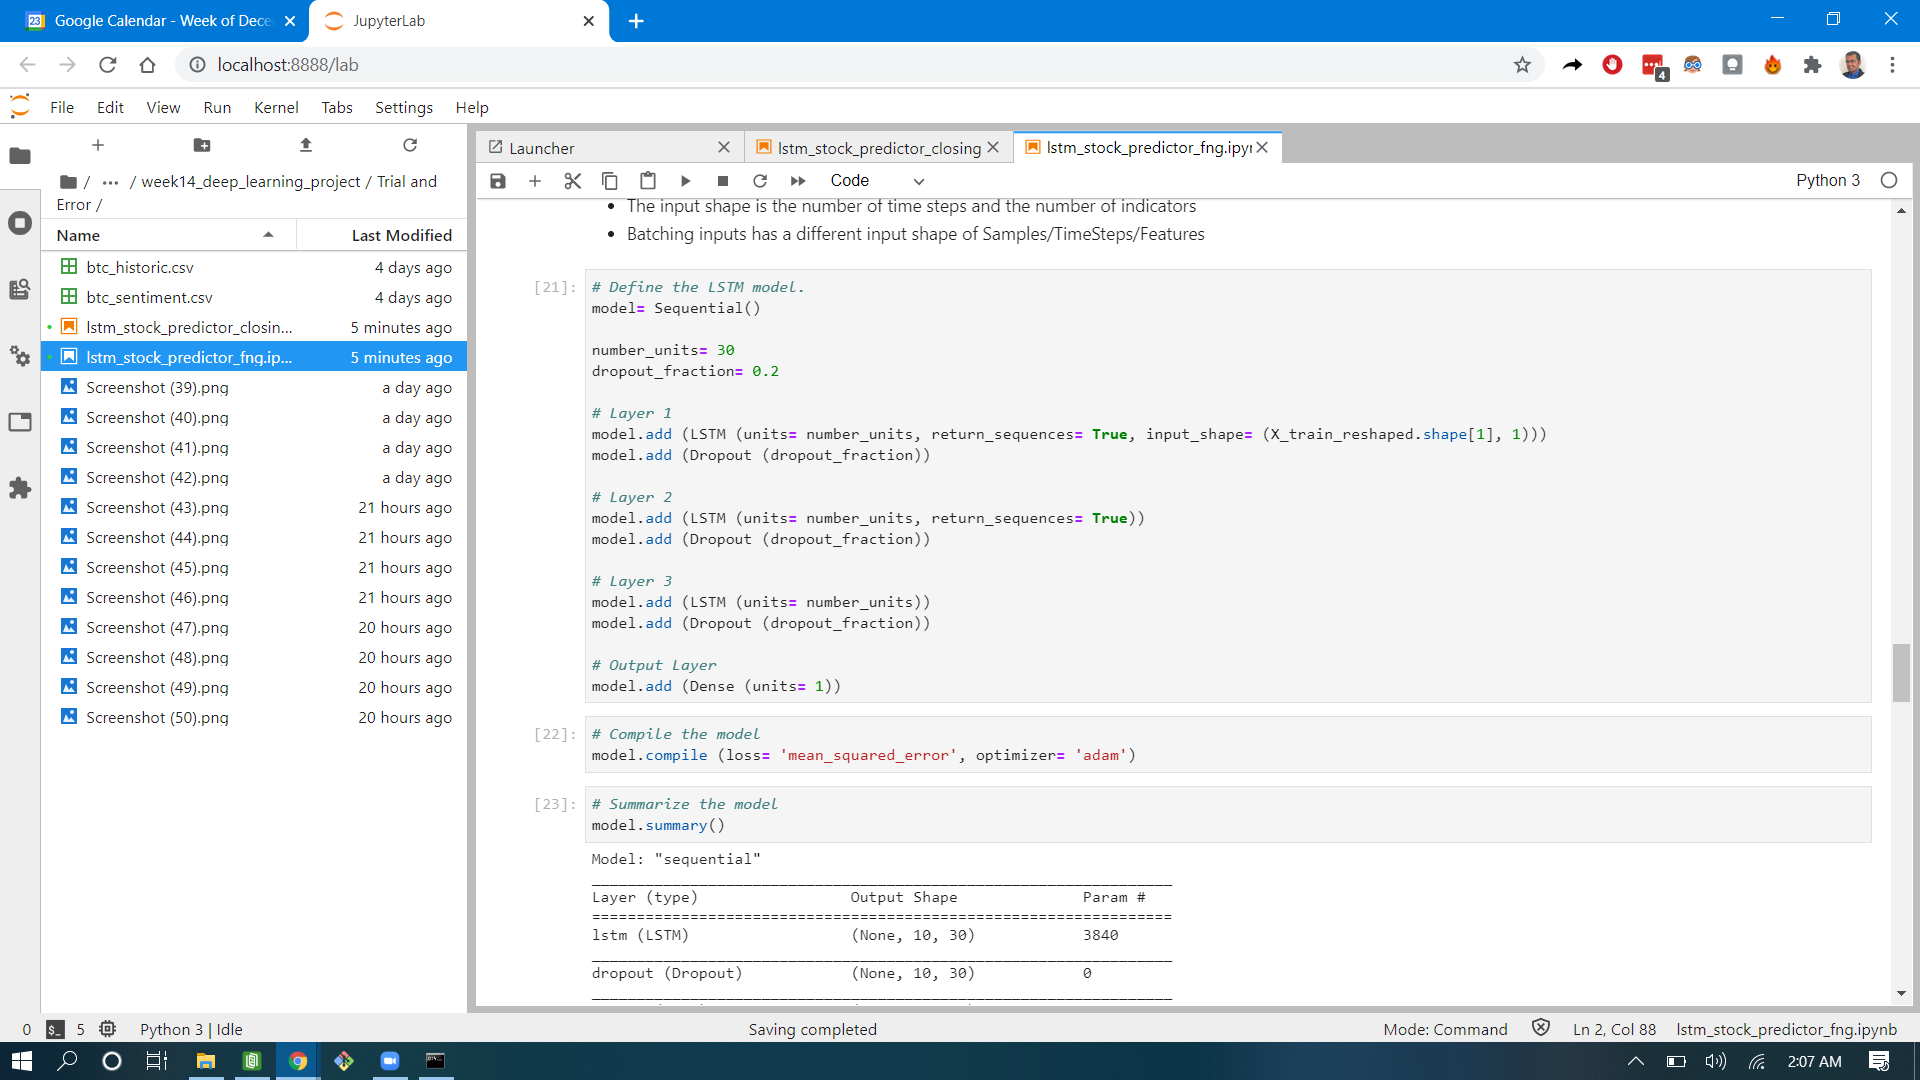 Google Calendar - Week of Dece
JupyterLab
localhost:8888/lab
4
File Edit View Run Kernel Tabs Settings Help
/ ... / week14_deep_learning_project / Trial and
Error /
Name Last Modified
btc_historic.csv 4 days ago
btc_sentiment.csv 4 days ago
lstm_stock_predictor_closin... 5 minutes ago
lstm_stock_predictor_fng.ip... 5 minutes ago
Screenshot (39).png a day ago
Screenshot (40).png a day ago
Screenshot (41).png a day ago
Screenshot (42).png a day ago
Screenshot (43).png 21 hours ago
Screenshot (44).png 21 hours ago
Screenshot (45).png 21 hours ago
Screenshot (46).png 21 hours ago
Screenshot (47).png 20 hours ago
Screenshot (48).png 20 hours ago
Screenshot (49).png 20 hours ago
Screenshot (50).png 20 hours ago
Launcher
lstm_stock_predictor_closing
lstm_stock_predictor_fng.ipyn
Code
Python 3
• The input shape is the number of time steps and the number of indicators
• Batching inputs has a different input shape of Samples/TimeSteps/Features
[21]: # Define the LSTM model.
model= Sequential()
number_units= 30
dropout_fraction= 0.2
# Layer 1
model.add (LSTM (units= number_units, return_sequences= True, input_shape= (X_train_reshaped.shape[1], 1)))
model.add (Dropout (dropout_fraction))
# Layer 2
model.add (LSTM (units= number_units, return_sequences= True))
model.add (Dropout (dropout_fraction))
# Layer 3
model.add (LSTM (units= number_units))
model.add (Dropout (dropout_fraction))
# Output Layer
model.add (Dense (units= 1))
[22]: # Compile the model
model.compile (loss= 'mean_squared_error', optimizer= 'adam')
[23]: # Summarize the model
model.summary()
Model: "sequential"
Layer (type) Output Shape Param #
=================================================================
lstm (LSTM) (None, 10, 30) 3840
dropout (Dropout) (None, 10, 30) 0
0 5 Python 3 | Idle Saving completed Mode: Command Ln 2, Col 88 lstm_stock_predictor_fng.ipynb
2:07 AM